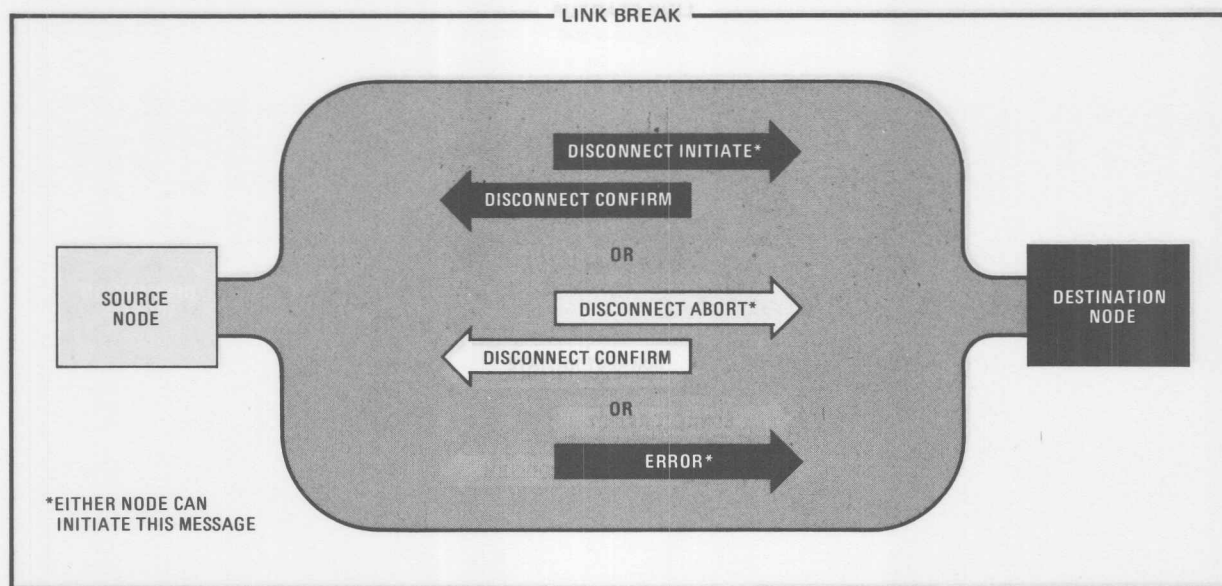 LINK BREAK
DISCONNECT INITIATE*
DISCONNECT CONFIRM
OR
SOURCE
NODE
DISCONNECT ABORT*
DESTINATION
NODE
DISCONNECT CONFIRM
OR
ERROR*
*EITHER NODE CAN
INITIATE THIS MESSAGE